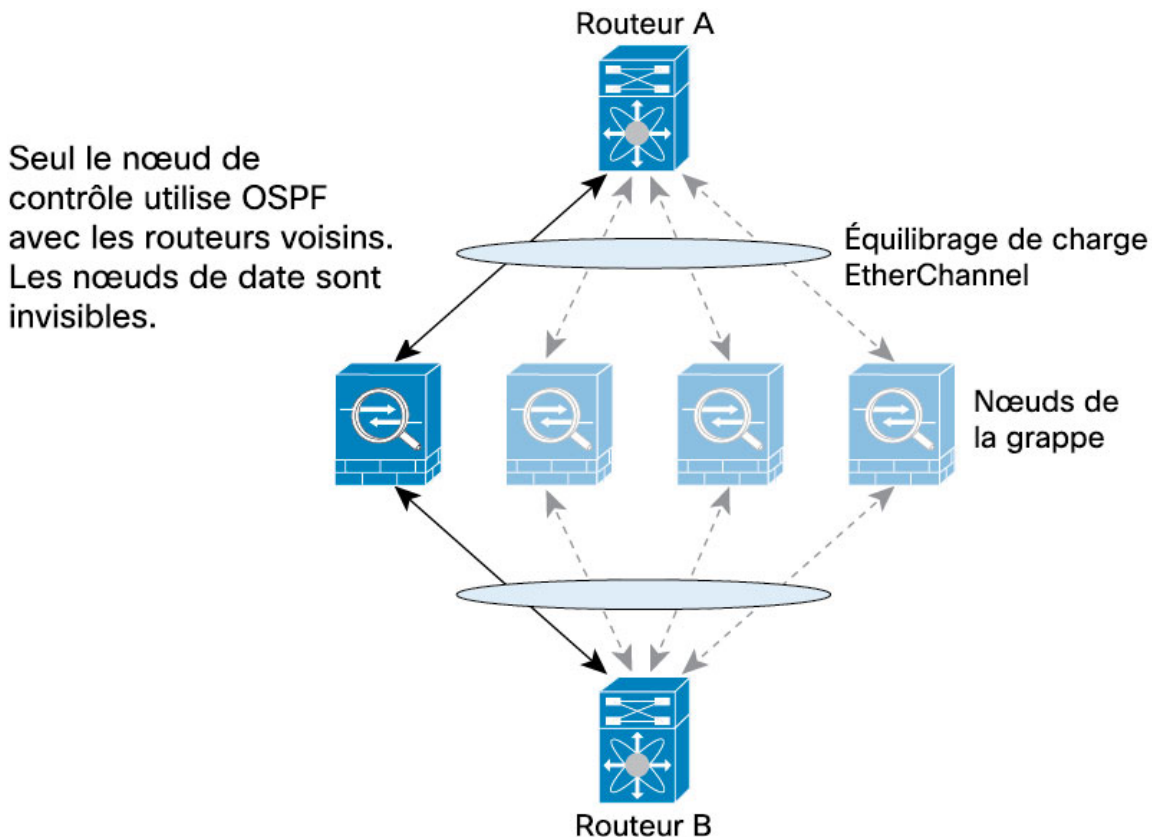 Routeur A
Seul le nœud de
contrôle utilise OSPF
avec les routeurs voisins.
Les nœuds de date sont
invisibles.
Équilibrage de charge
EtherChannel
Nœuds de
la grappe
Routeur B